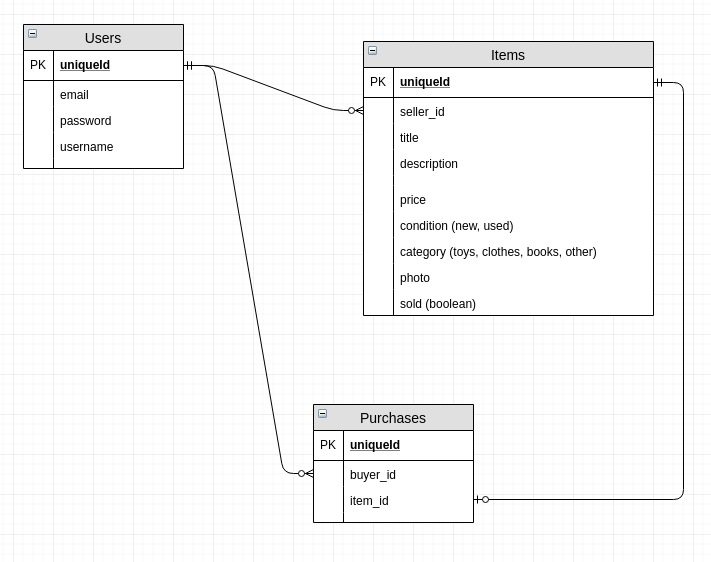 Users
PK uniqueId
email
password
username
Items
PK uniqueId
seller_id
title
description
price
condition (new, used)
category (toys, clothes, books, other)
photo
sold (boolean)
Purchases
PK uniqueId
buyer_id
item_id